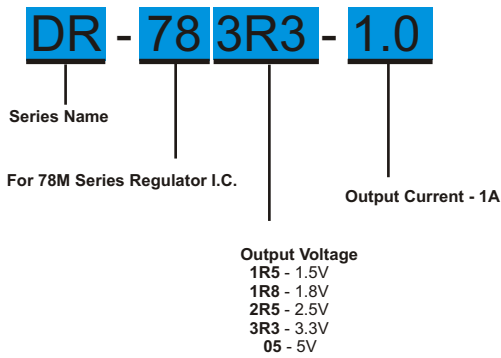 DR - 78 3R3 - 1.0
Series Name
For 78M Series Regulator I.C.
Output Current - 1A
Output Voltage
1R5 - 1.5V
1R8 - 1.8V
2R5 - 2.5V
3R3 - 3.3V
05 - 5V